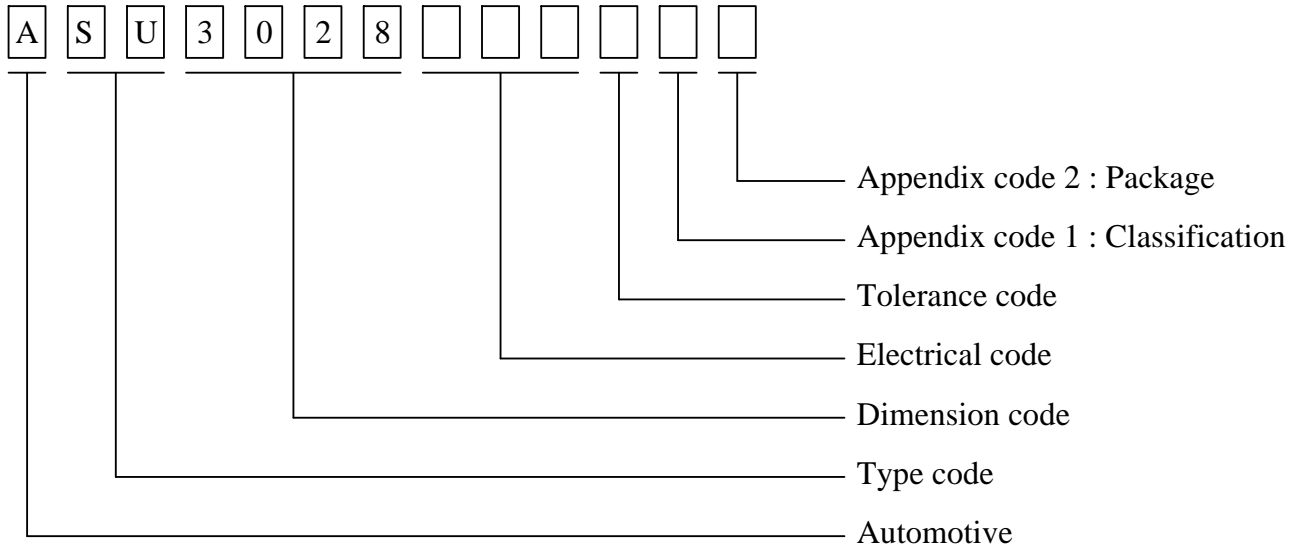 A S U 3 0 2 8
Appendix code 2 : Package
Appendix code 1 : Classification
Tolerance code
Electrical code
Dimension code
Type code
Automotive